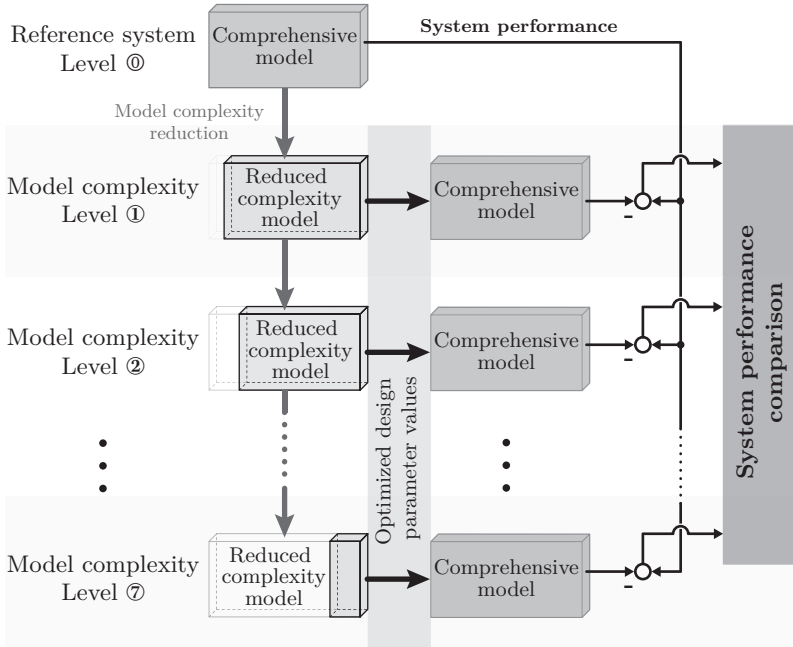 Reference system
Level ⓪
Comprehensive
model
System performance
Model complexity
reduction
Model complexity
Level ①
Reduced
complexity
model
Comprehensive
model
-
Model complexity
Level ②
Reduced
complexity
model
Comprehensive
model
-
Optimized design
parameter values
System performance
comparison
Model complexity
Level ⑦
Reduced
complexity
model
Comprehensive
model
-